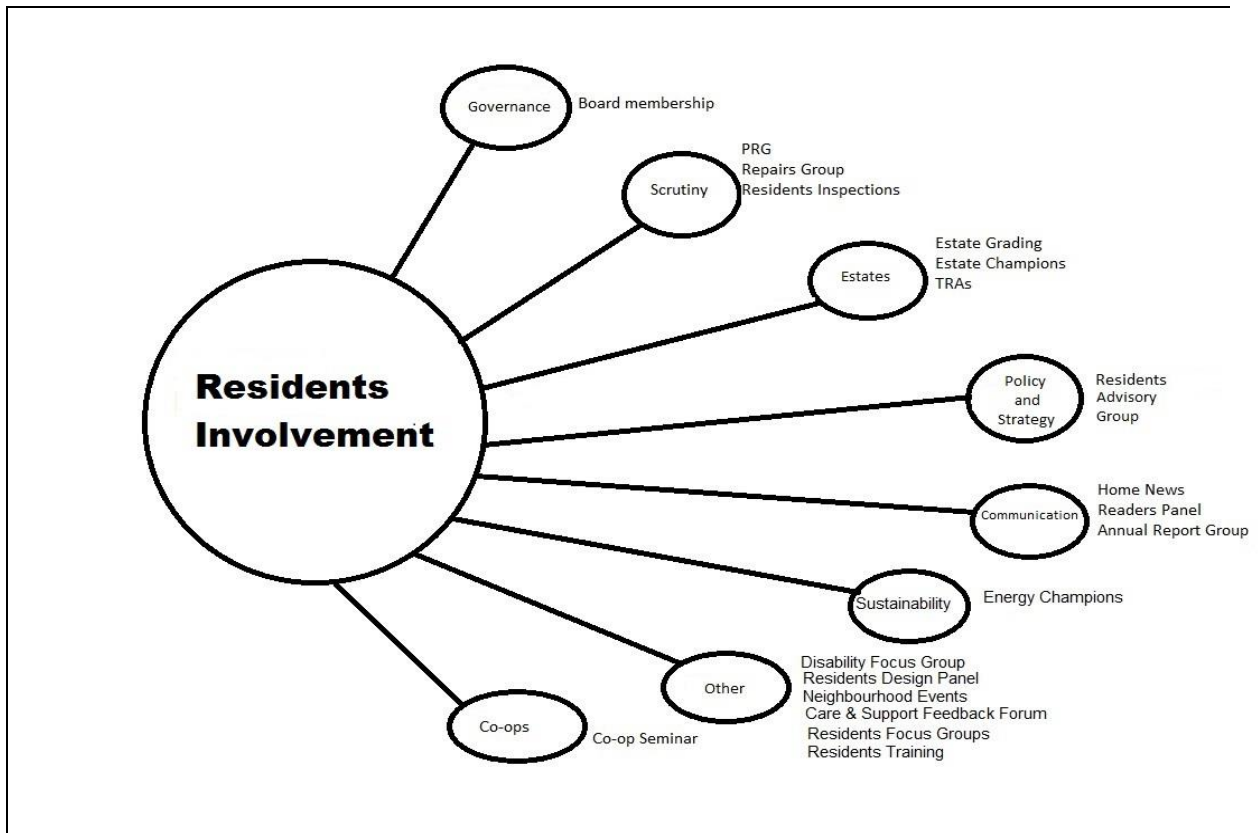 Governance
Board membership
Scrutiny
PRG
Repairs Group
Residents Inspections
Estates
Estate Grading
Estate Champions
TRAs
Residents
Involvement
Policy
and
Strategy
Residents
Advisory
Group
Communication
Home News
Readers Panel
Annual Report Group
Sustainability
Energy Champions
Other
Disability Focus Group
Residents Design Panel
Neighbourhood Events
Care & Support Feedback Forum
Residents Focus Groups
Residents Training
Co-ops
Co-op Seminar